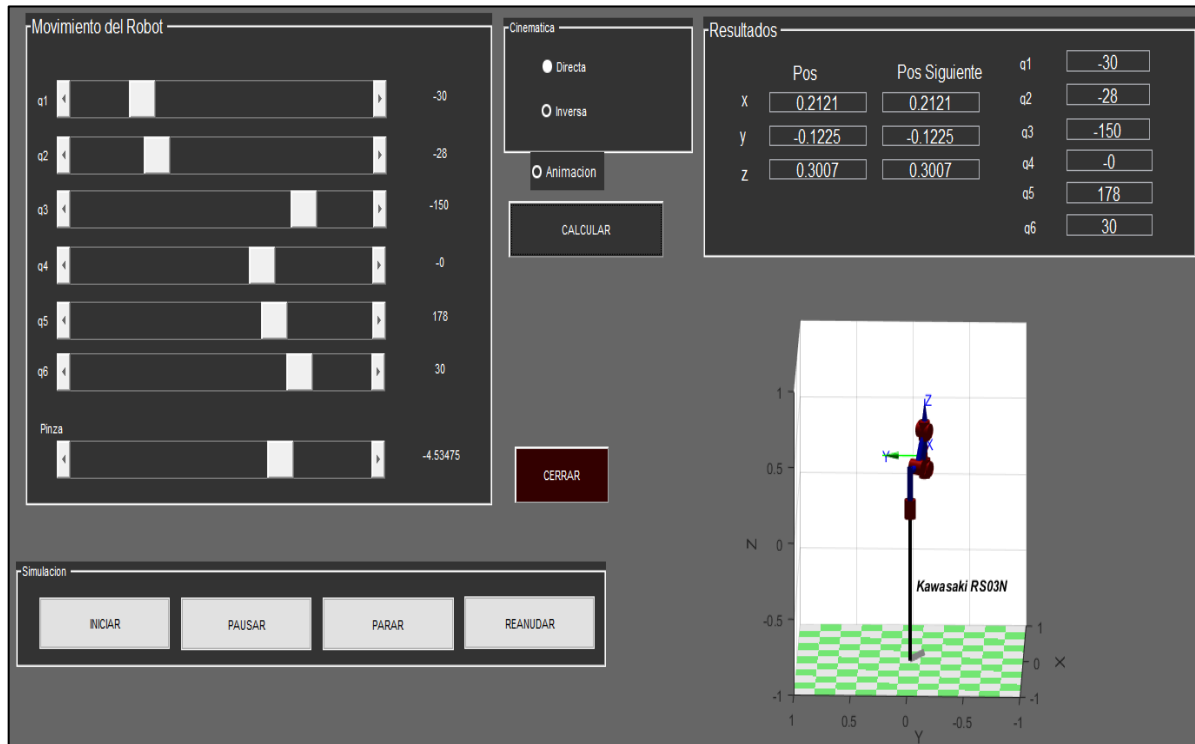 Movimiento del Robot
q1 -30
q2 -28
q3 -150
q4 -0
q5 178
q6 30
Pinza
-4.53475
Cinematica
Directa
Inversa
Animacion
CALCULAR
CERRAR
Resultados
Pos Pos Siguiente
X 0.2121 0.2121
y -0.1225 -0.1225
z 0.3007 0.3007
q1 -30
q2 -28
q3 -150
q4 -0
q5 178
q6 30
Simulacion
INICIAR PAUSAR PARAR REANUDAR
1
0.5
0
-0.5
-1
Z
Z
X
Y
Kawasaki RS03N
1
0
-1
X
1 0.5 0 -0.5 -1
Y